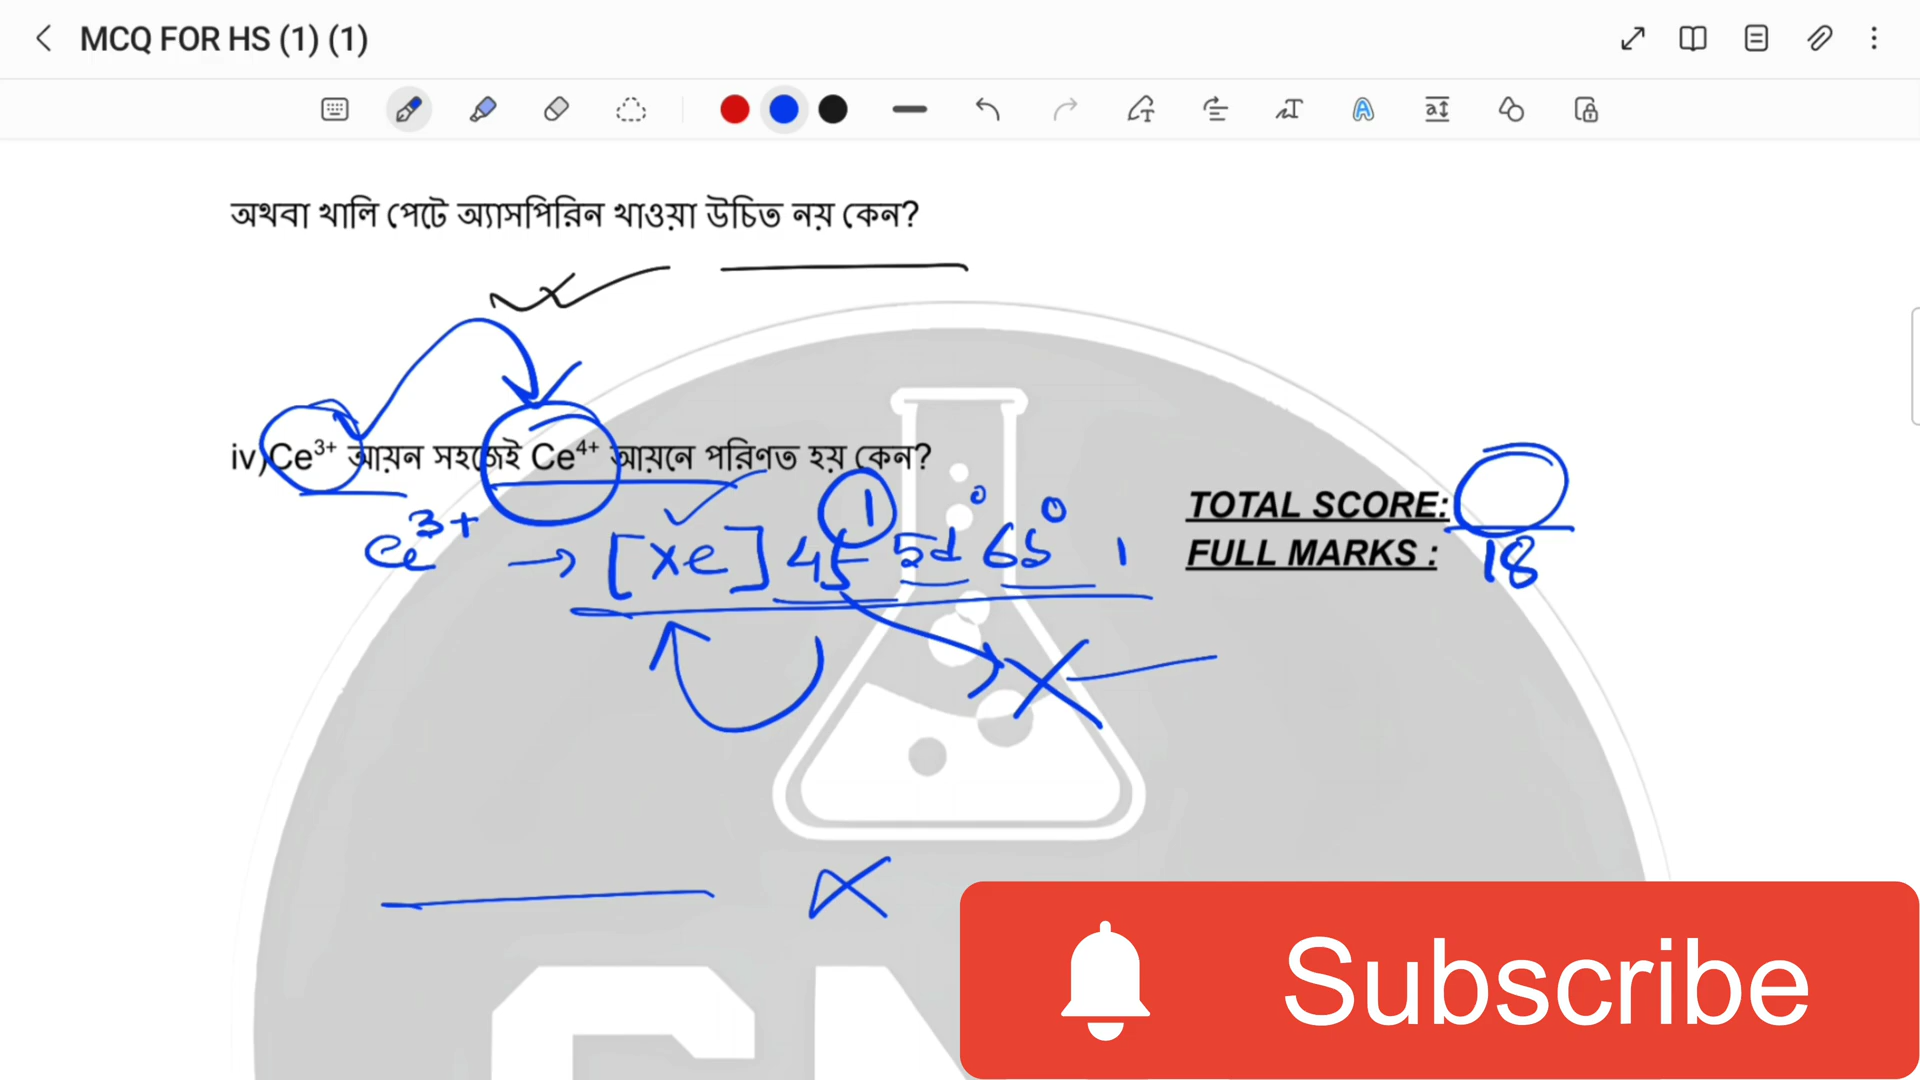 MCQ FOR HS (1) (1)
অথবা খালি পেটে অ্যাসপিরিন খাওয়া উচিত নয় কেন?
iv)Ce³⁺ আয়ন সহজেই Ce⁴⁺ আয়নে পরিণত হয় কেন?
Ce³⁺ → [Xe] 4f¹ 5d⁰ 6s⁰ 1
TOTAL SCORE:
FULL MARKS : 18
Subscribe